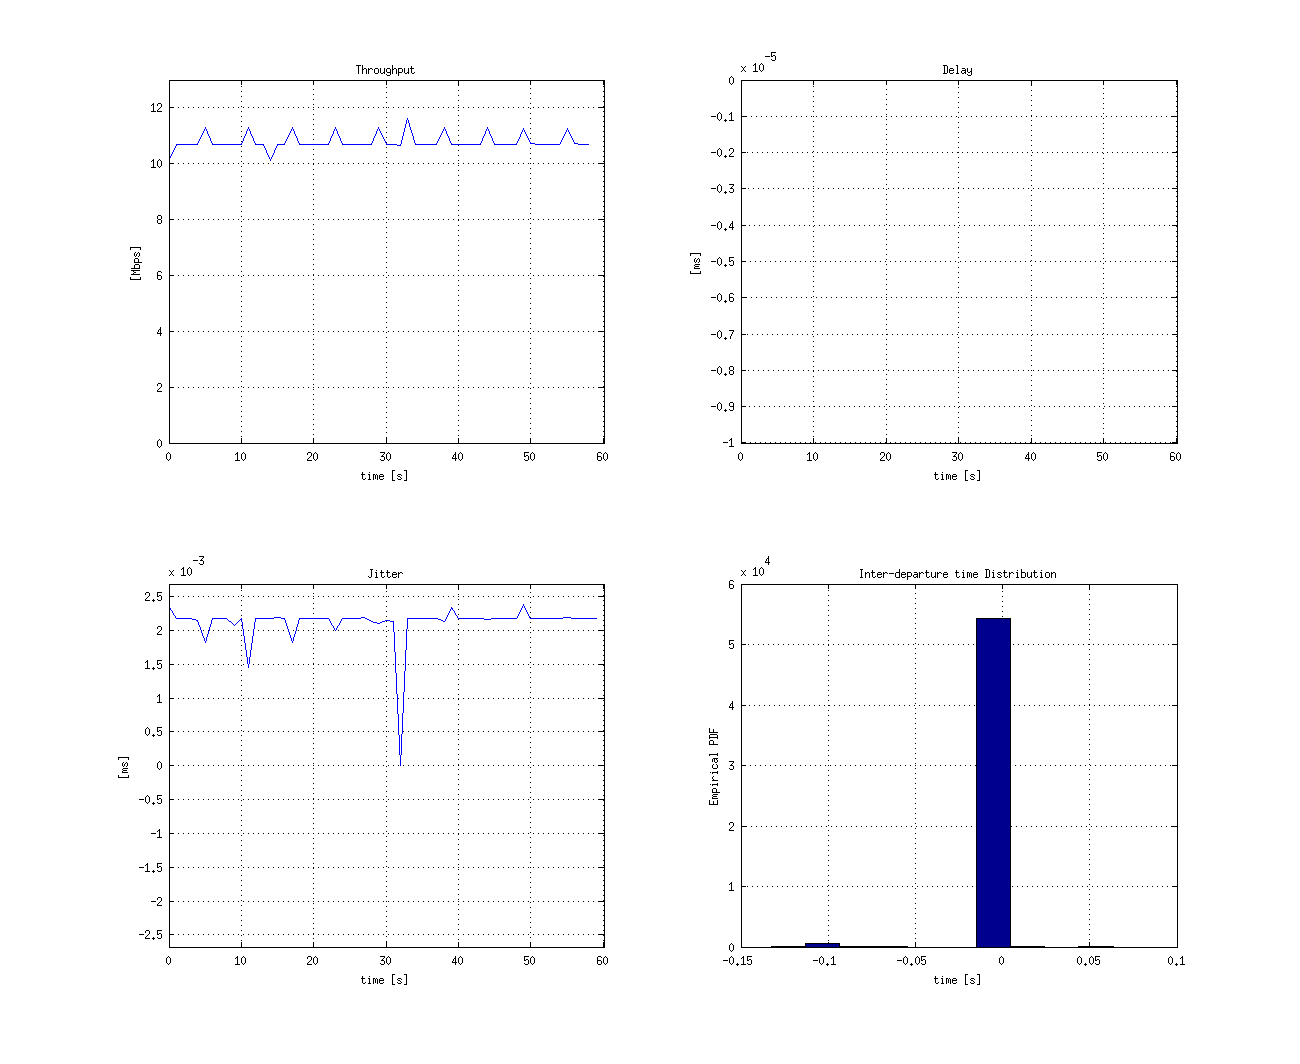 Throughput
12
10
8
6
4
2
0
[Mbps]
0 10 20 30 40 50 60
time [s]
x 10^-5
Delay
0
-0.1
-0.2
-0.3
-0.4
-0.5
-0.6
-0.7
-0.8
-0.9
-1
[ms]
0 10 20 30 40 50 60
time [s]
x 10^-3
Jitter
2.5
2
1.5
1
0.5
0
-0.5
-1
-1.5
-2
-2.5
[ms]
0 10 20 30 40 50 60
time [s]
x 10^4
Inter-departure time Distribution
6
5
4
3
2
1
0
Empirical PDF
-0.15 -0.1 -0.05 0 0.05 0.1
time [s]